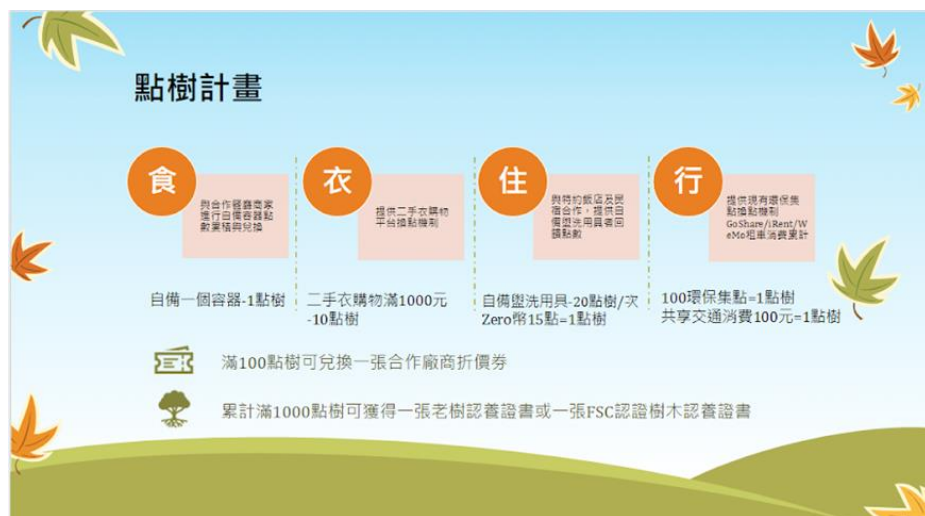 點樹計畫
食
與合作餐廳商家
進行自備容器點
數累積與兌換
衣
提供二手衣購物
平台換點機制
住
與特約飯店及民
宿合作,提供自
備盥洗用具者回
饋點數
行
提供現有環保集
點換點機制
GoShare/iRent/W
eMo租車消費累計
自備一個容器-1點樹
二手衣購物滿1000元
-10點樹
自備盥洗用具-20點樹/次
Zero幣15點=1點樹
100環保集點=1點樹
共享交通消費100元=1點樹
滿100點樹可兌換一張合作廠商折價券
累計滿1000點樹可獲得一張老樹認養證書或一張FSC認證樹木認養證書